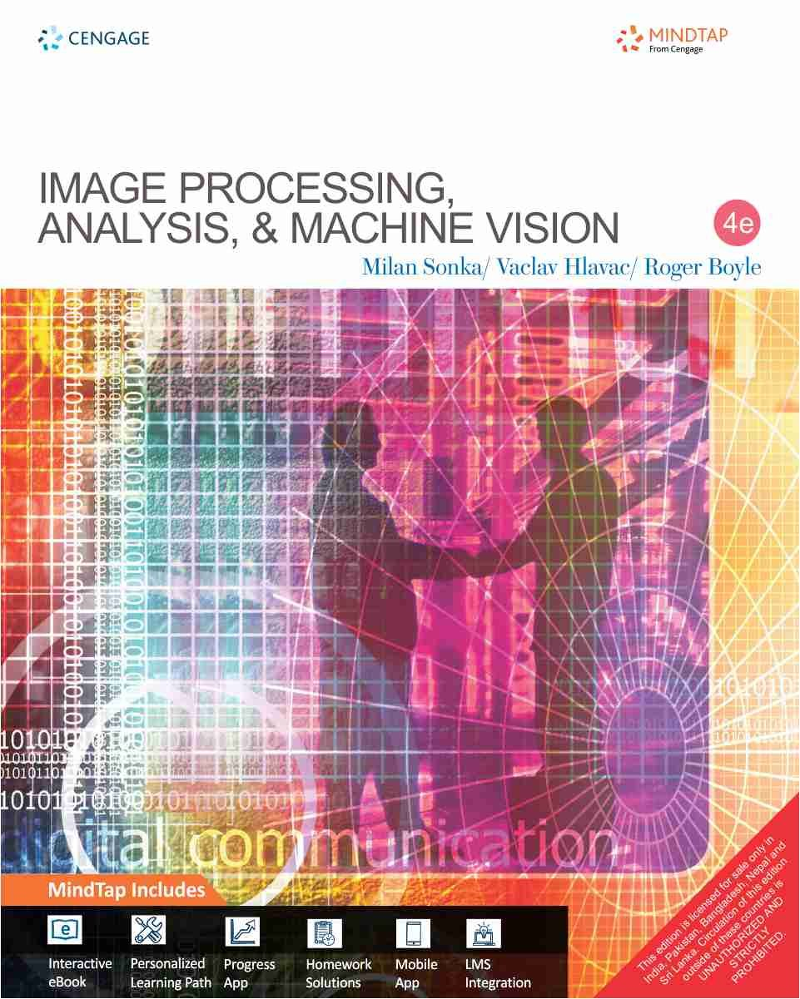 CENGAGE
MINDTAP
From Cengage
IMAGE PROCESSING,
ANALYSIS, & MACHINE VISION
4e
Milan Sonka/ Vaclav Hlavac/ Roger Boyle
digital communication
MindTap Includes
Interactive
eBook
Personalized
Learning Path
Progress
App
Homework
Solutions
Mobile
App
LMS
Integration
This edition is licensed for sale only in
India, Pakistan, Bangladesh, Nepal and
Sri Lanka. Circulation of this edition
outside of these countries is
UNAUTHORIZED AND
STRICTLY
PROHIBITED.